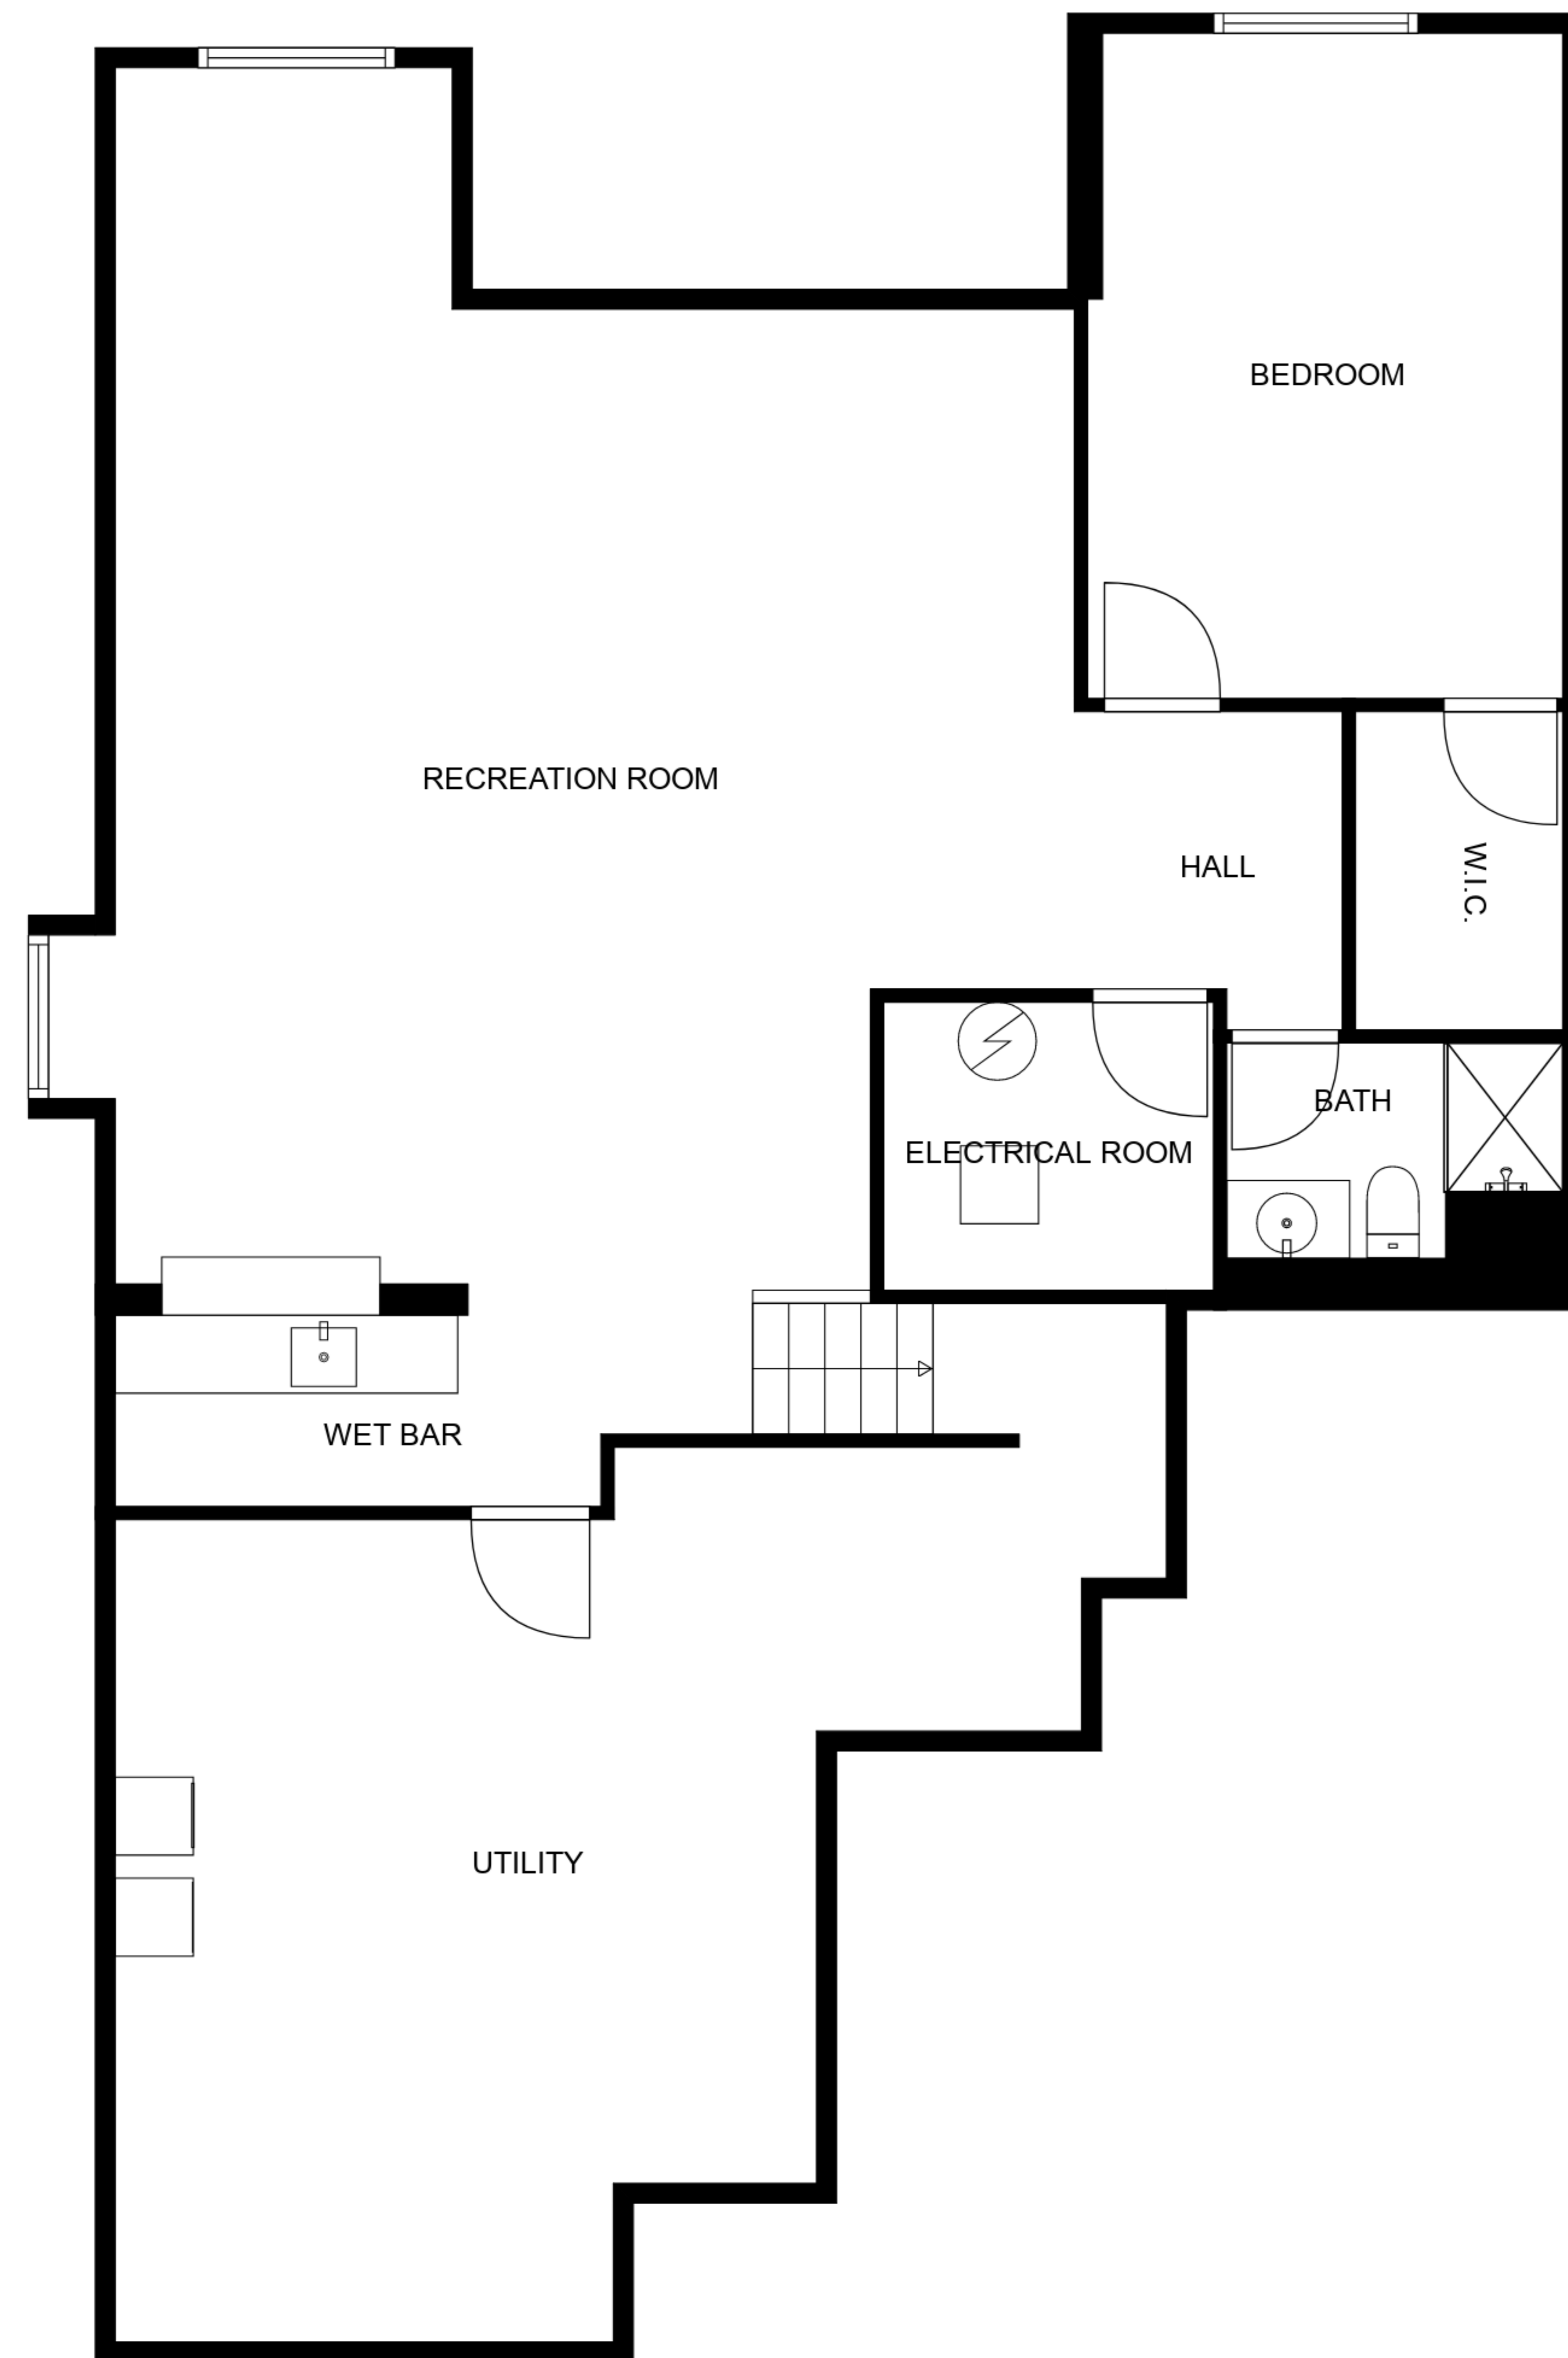 BEDROOM
RECREATION ROOM
HALL
W.I.C.
BATH
ELECTRICAL ROOM
WET BAR
UTILITY